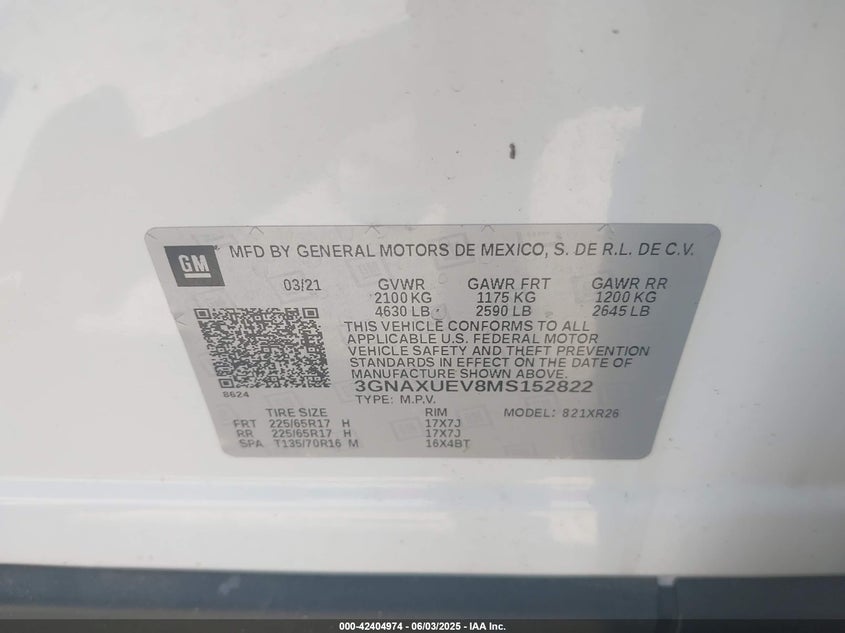 GM
MFD BY GENERAL MOTORS DE MEXICO, S. DE R.L. DE C.V.
03/21 GVWR GAWR FRT GAWR RR
2100 KG 1175 KG 1200 KG
4630 LB 2590 LB 2645 LB
THIS VEHICLE CONFORMS TO ALL
APPLICABLE U.S. FEDERAL MOTOR
VEHICLE SAFETY AND THEFT PREVENTION
STANDARDS IN EFFECT ON THE DATE OF
MANUFACTURE SHOWN ABOVE.
8624 3GNAXUEV8MS152822
TYPE: M.P.V.
TIRE SIZE RIM MODEL: 821XR26
FRT 225/65R17 H 17X7J
RR 225/65R17 H 17X7J
SPA T135/70R16 M 16X4BT
000-42404974 - 06/03/2025 - IAA Inc.